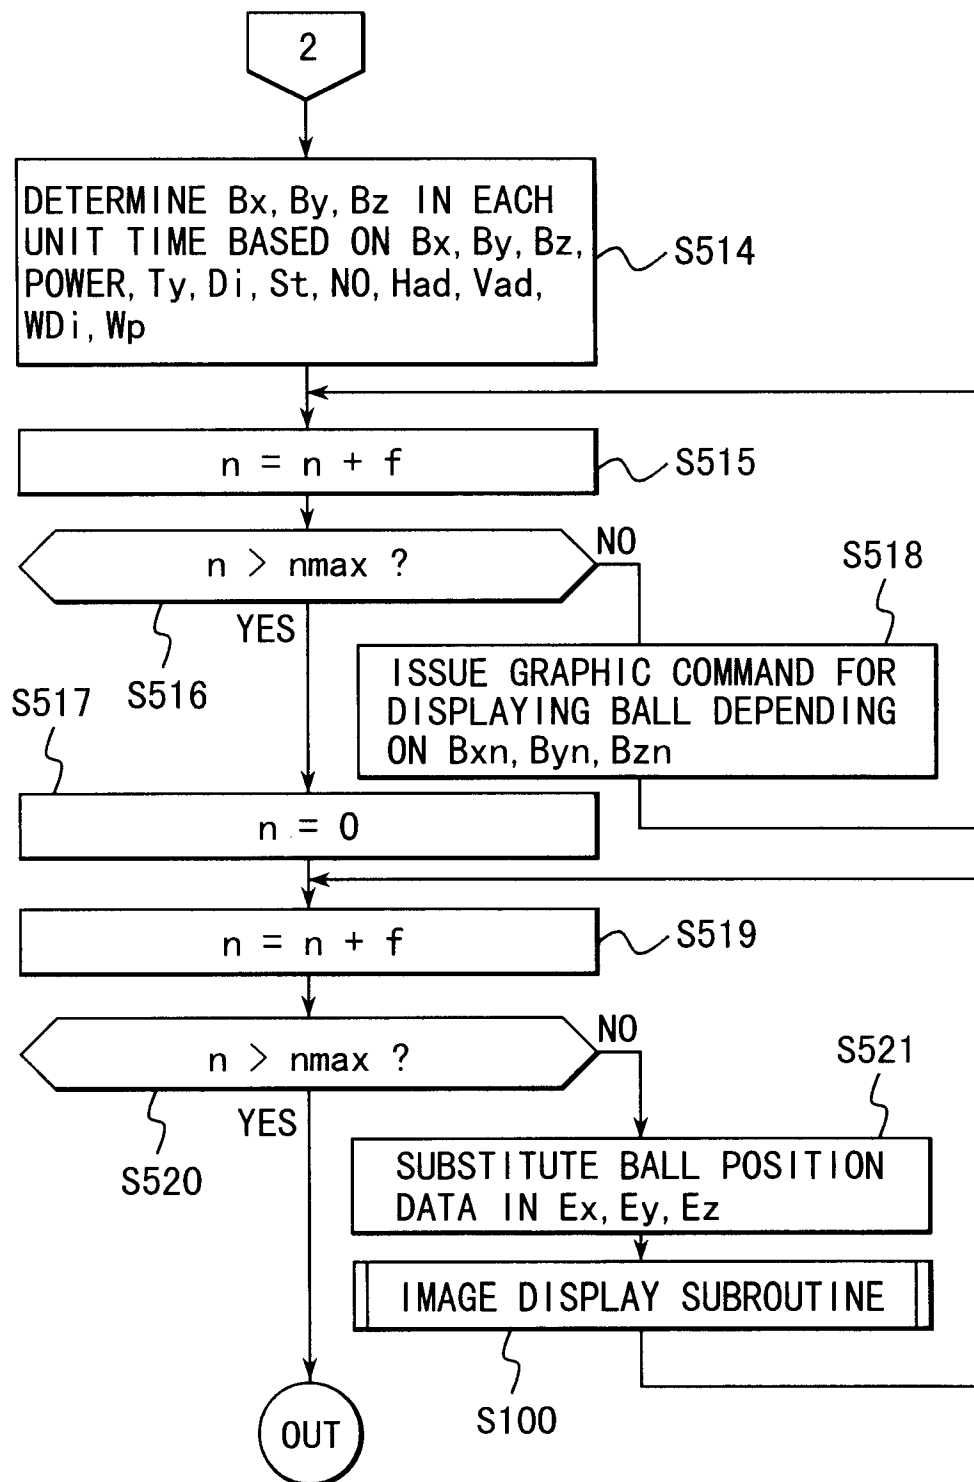 2
DETERMINE Bx, By, Bz IN EACH
UNIT TIME BASED ON Bx, By, Bz,
POWER, Ty, Di, St, NO, Had, Vad,
WDi, Wp
S514
n = n + f
S515
n > nmax ?
NO
S518
YES
S516
S517
ISSUE GRAPHIC COMMAND FOR
DISPLAYING BALL DEPENDING
ON Bxn, Byn, Bzn
n = 0
n = n + f
S519
n > nmax ?
NO
S521
YES
S520
SUBSTITUTE BALL POSITION
DATA IN Ex, Ey, Ez
IMAGE DISPLAY SUBROUTINE
S100
OUT